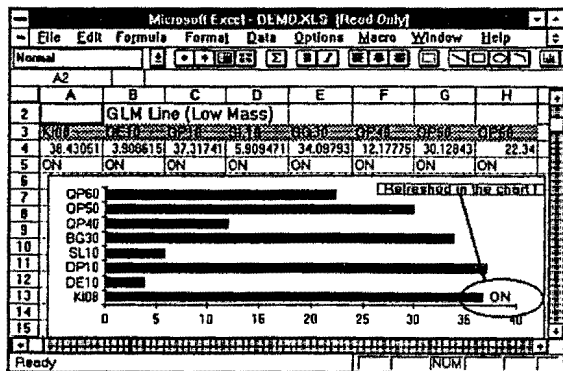 Microsoft Excel - DEMO.XLS [Read Only]
File Edit Formula Format Data Options Macro Window Help
Normal
A2
A B C D E F G H
2 GLM Line (Low Mass)
3 KI08 DE10 DP10 SL10 BG30 OP40 OP50 OP60
4 38.43051 3.908615 37.31741 5.909471 34.09793 12.17775 30.12843 22.34
5 ON ON ON ON ON ON ON ON
6
7
8
9
10
11
12
13
14
15
Refreshed in the chart !
OP60
OP50
OP40
BG30
SL10
DP10
DE10
KI08 ON
0 5 10 15 20 25 30 35 40
Ready NUM